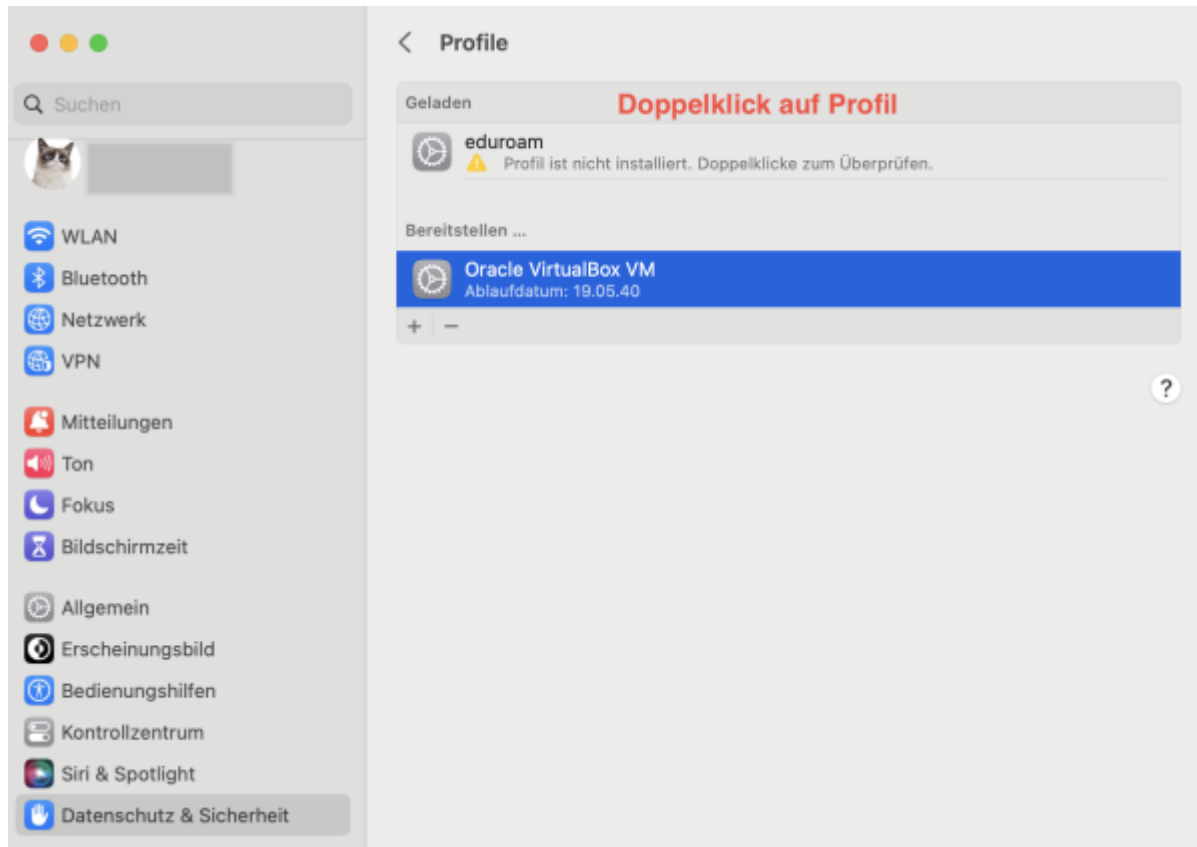 Profile
Suchen
Geladen
Doppelklick auf Profil
eduroam
Profil ist nicht installiert. Doppelklicke zum Überprüfen.
Bereitstellen ...
Oracle VirtualBox VM
Ablaufdatum: 19.05.40
+ −
?
WLAN
Bluetooth
Netzwerk
VPN
Mitteilungen
Ton
Fokus
Bildschirmzeit
Allgemein
Erscheinungsbild
Bedienungshilfen
Kontrollzentrum
Siri & Spotlight
Datenschutz & Sicherheit